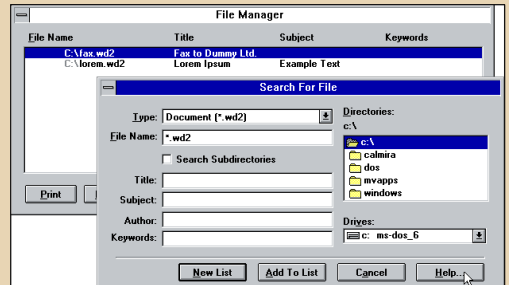 File Manager
File Name Title Subject Keywords
C:\fax.wd2 Fax to Dummy Ltd.
C:\lorem.wd2 Lorem Ipsum Example Text
Search For File
Type: Document (*.wd2)
File Name: *.wd2
Search Subdirectories
Title:
Subject:
Author:
Keywords:
Directories:
c:\
c:\
calmira
dos
mvapps
windows
Drives:
c: ms-dos_6
Print
New List Add To List Cancel Help...